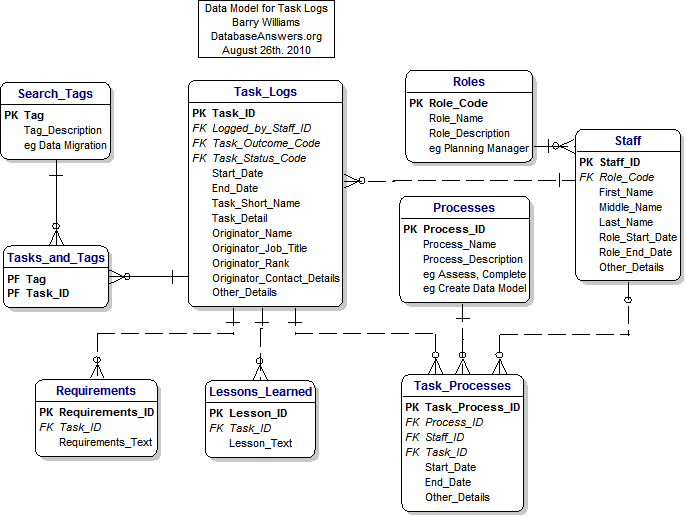 Data Model for Task Logs
Barry Williams
DatabaseAnswers.org
August 26th. 2010
Search_Tags
PK Tag
Tag_Description
eg Data Migration
Task_Logs
PK Task_ID
FK Logged_by_Staff_ID
FK Task_Outcome_Code
FK Task_Status_Code
Start_Date
End_Date
Task_Short_Name
Task_Detail
Originator_Name
Originator_Job_Title
Originator_Rank
Originator_Contact_Details
Other_Details
Roles
PK Role_Code
Role_Name
Role_Description
eg Planning Manager
Staff
PK Staff_ID
FK Role_Code
First_Name
Middle_Name
Last_Name
Role_Start_Date
Role_End_Date
Other_Details
Processes
PK Process_ID
Process_Name
Process_Description
eg Assess, Complete
eg Create Data Model
Tasks_and_Tags
PF Tag
PF Task_ID
Requirements
PK Requirements_ID
FK Task_ID
Requirements_Text
Lessons_Learned
PK Lesson_ID
FK Task_ID
Lesson_Text
Task_Processes
PK Task_Process_ID
FK Process_ID
FK Staff_ID
FK Task_ID
Start_Date
End_Date
Other_Details